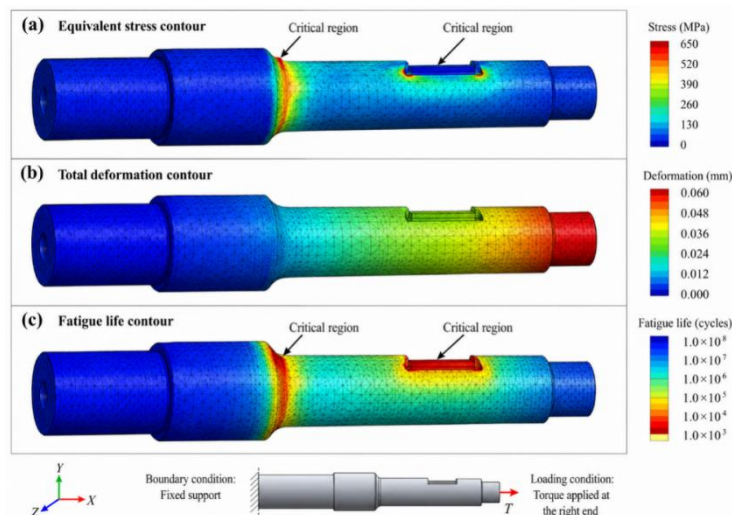 (a) Equivalent stress contour
Critical region
Critical region
Stress (MPa)
650
520
390
260
130
0
(b) Total deformation contour
Deformation (mm)
0.060
0.048
0.036
0.024
0.012
0.000
(c) Fatigue life contour
Critical region
Critical region
Fatigue life (cycles)
1.0×10⁸
1.0×10⁷
1.0×10⁶
1.0×10⁵
1.0×10⁴
1.0×10³
Y
X
Z
Boundary condition:
Fixed support
T
Loading condition:
Torque applied at
the right end